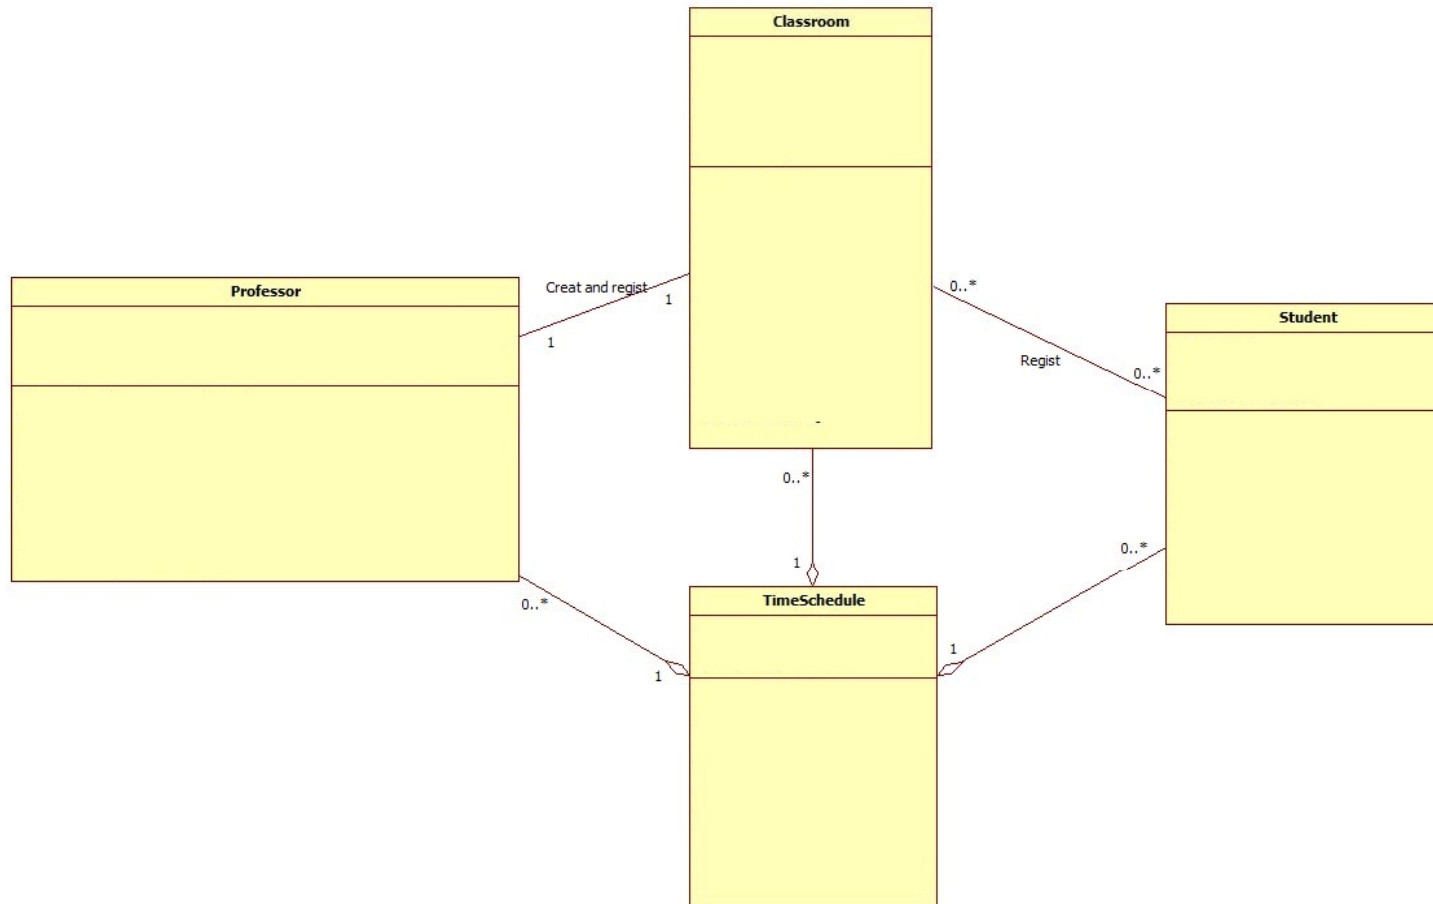 Classroom
Professor
Creat and regist
1
1
0..*
Student
Regist
0..*
-
0..*
0..*
0..*
1
TimeSchedule
1
1